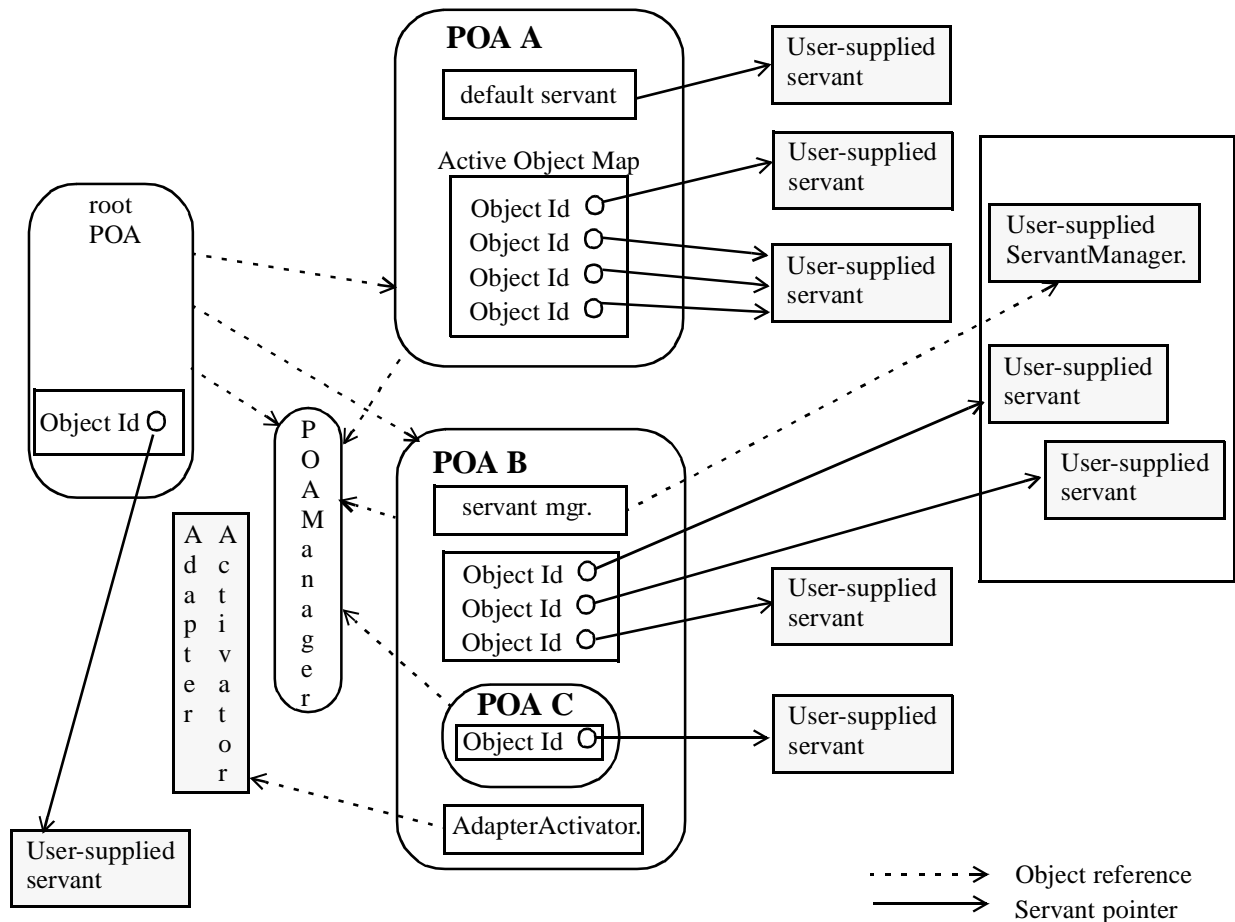 POA A
default servant
Active Object Map
Object Id
Object Id
Object Id
Object Id
User-supplied
servant
User-supplied
servant
User-supplied
servant
root
POA
Object Id
User-supplied
ServantManager.
User-supplied
servant
User-supplied
servant
POAManager
Adapter
Activator
POA B
servant mgr.
Object Id
Object Id
Object Id
User-supplied
servant
POA C
Object Id
User-supplied
servant
AdapterActivator.
User-supplied
servant
Object reference
Servant pointer